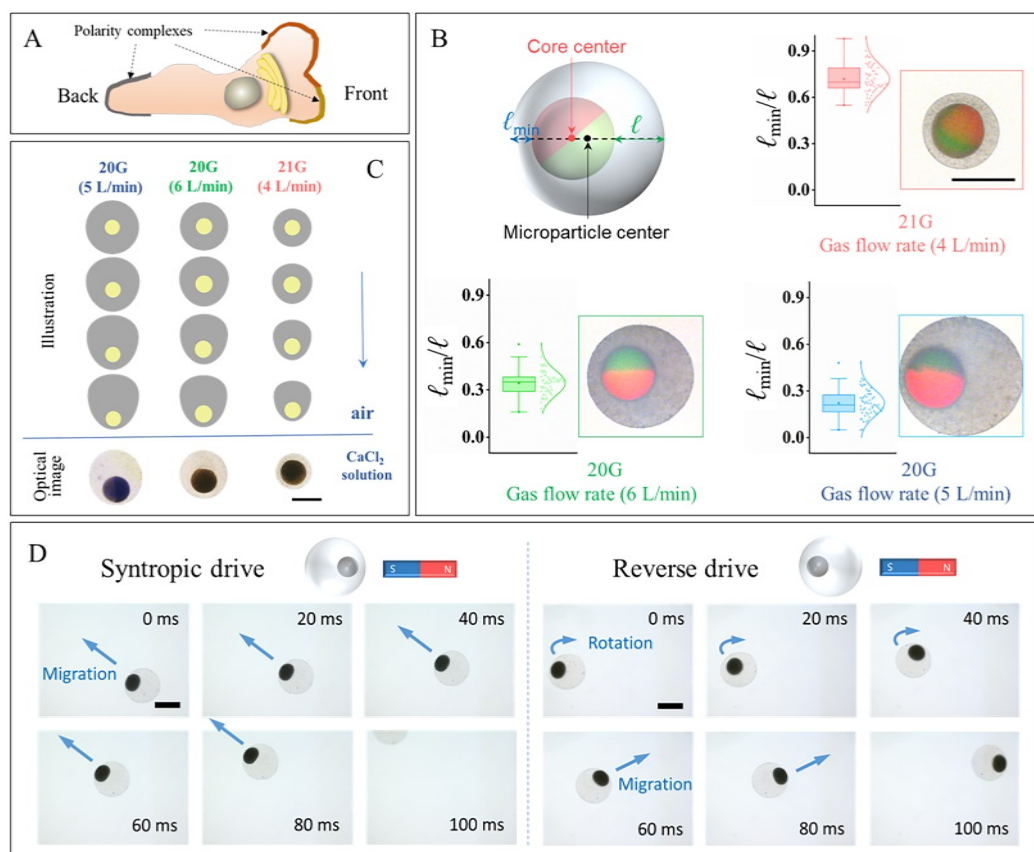 A
Polarity complexes
Back
Front
B
Core center
ℓmin
ℓ
Microparticle center
ℓmin/ℓ
0.9
0.6
0.3
0.0
21G
Gas flow rate (4 L/min)
ℓmin/ℓ
0.9
0.6
0.3
0.0
20G
Gas flow rate (6 L/min)
ℓmin/ℓ
0.9
0.6
0.3
0.0
20G
Gas flow rate (5 L/min)
C
20G
(5 L/min)
20G
(6 L/min)
21G
(4 L/min)
Illustration
air
Optical
image
CaCl₂
solution
D
Syntropic drive
S N
0 ms
Migration
20 ms
40 ms
60 ms
80 ms
100 ms
Reverse drive
S N
0 ms
Rotation
20 ms
40 ms
Migration
60 ms
80 ms
100 ms